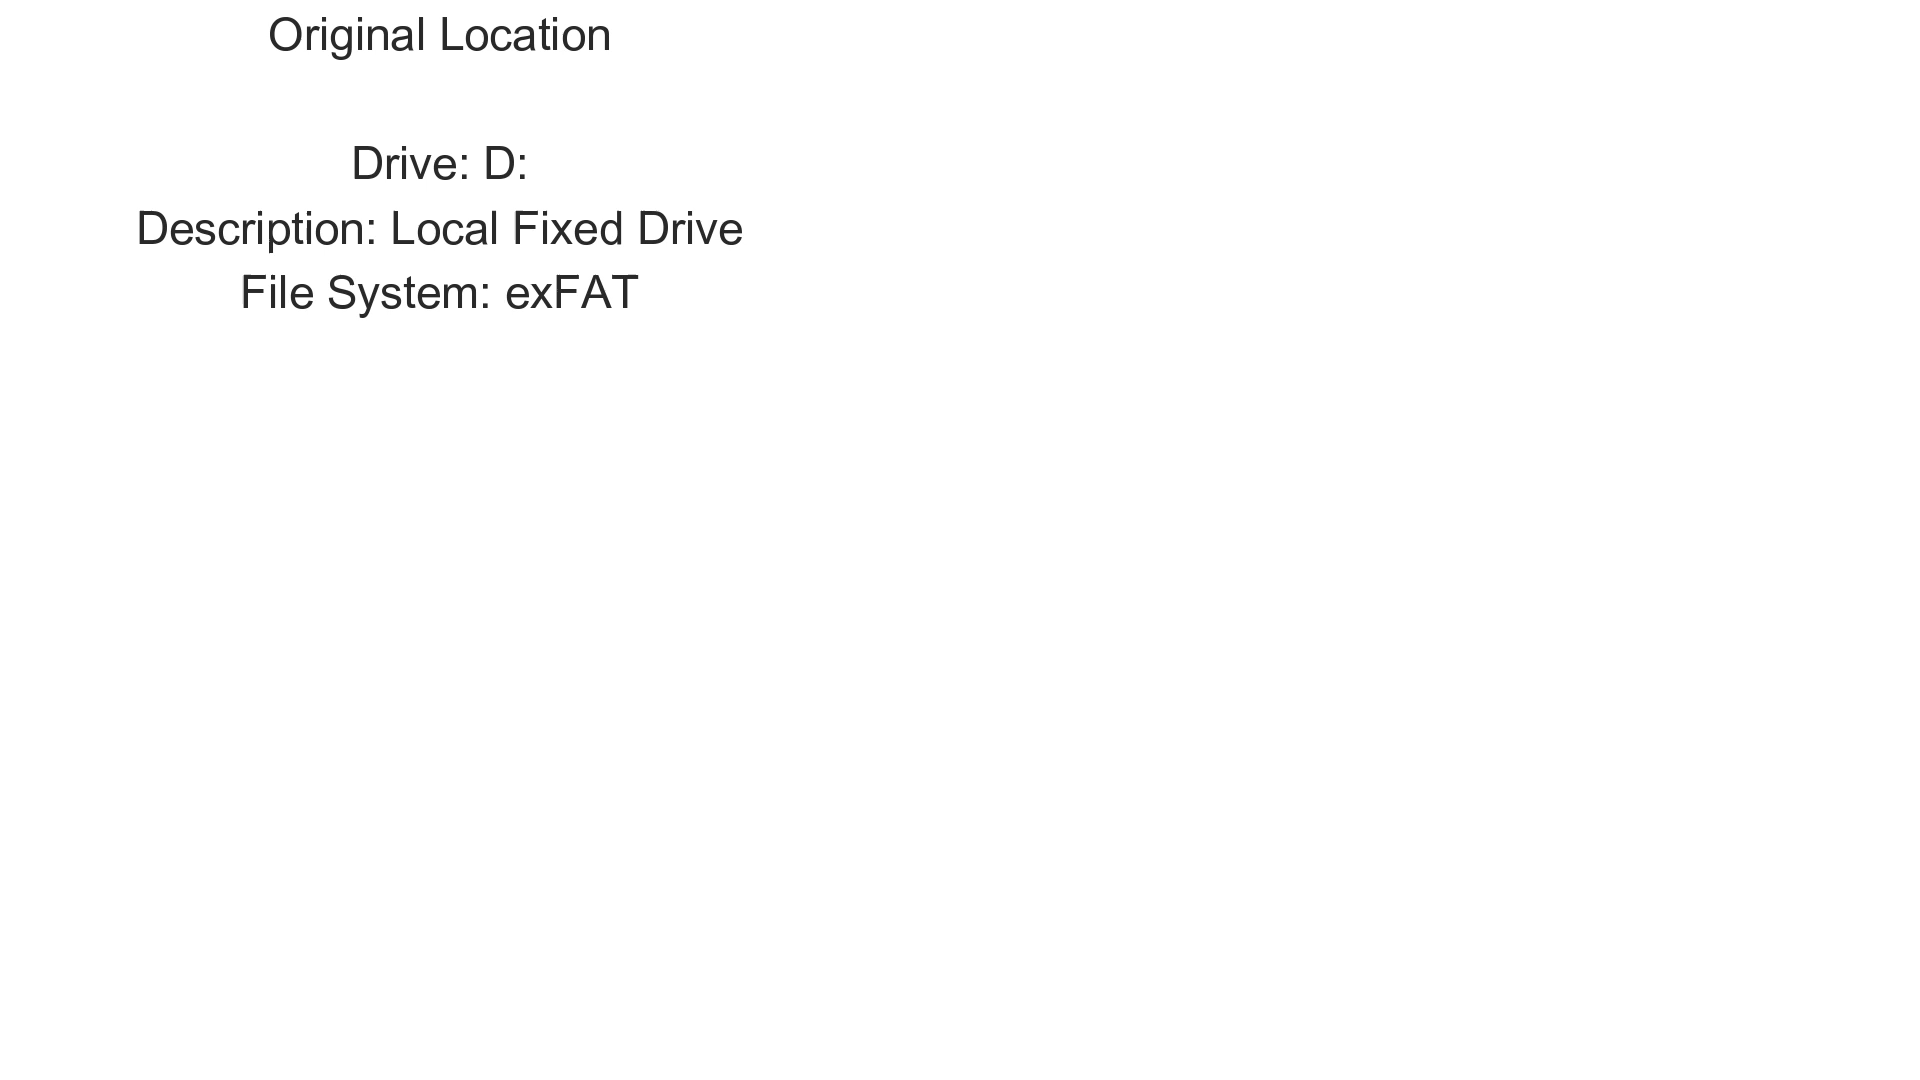 Original Location
Drive: D:
Description: Local Fixed Drive
File System: exFAT